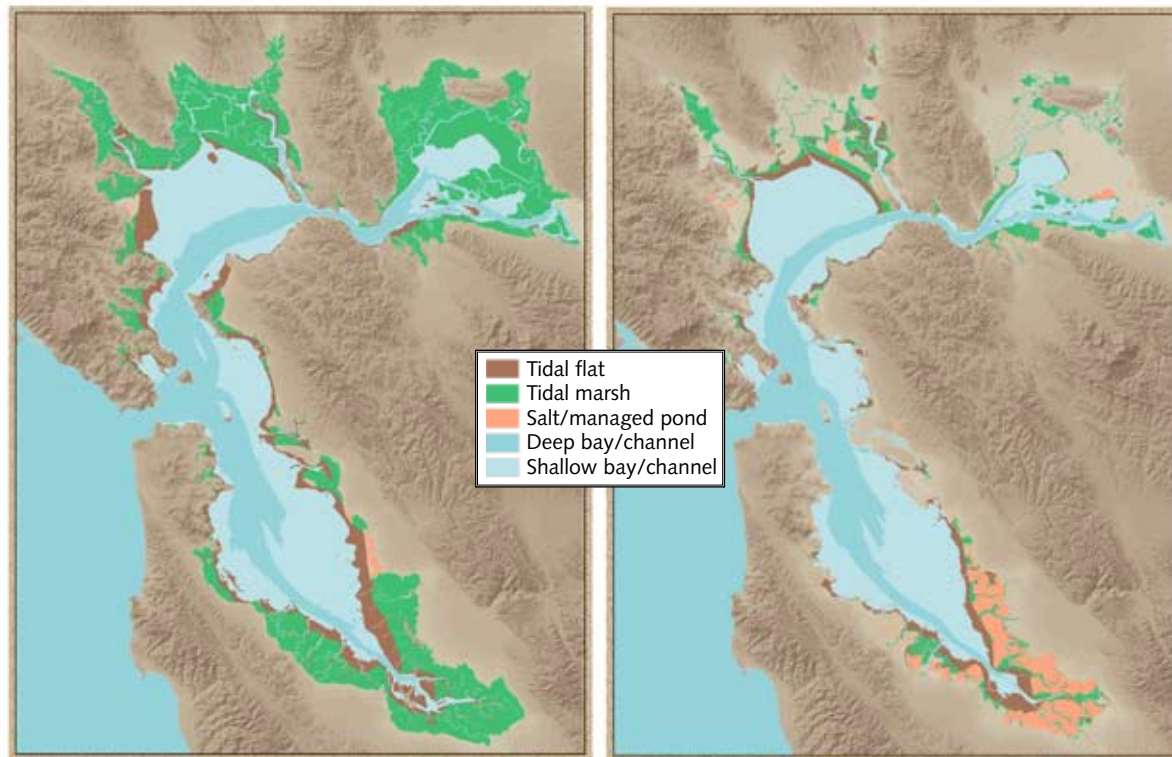 Tidal flat
Tidal marsh
Salt/managed pond
Deep bay/channel
Shallow bay/channel